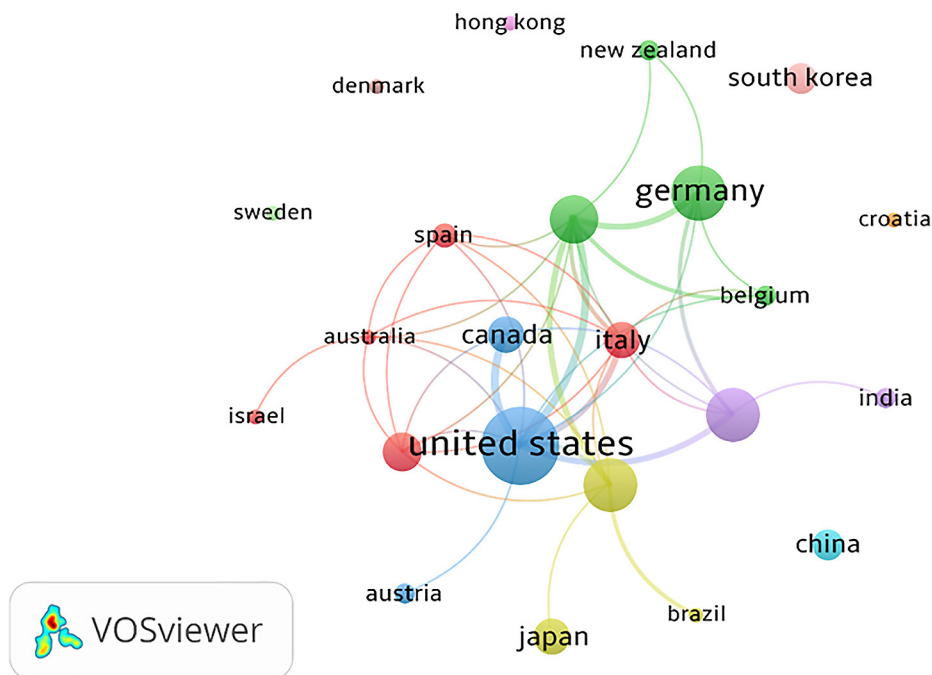 hong kong
new zealand
south korea
denmark
germany
sweden
croatia
spain
belgium
australia
canada
italy
india
israel
united states
china
austria
brazil
japan
VOSviewer